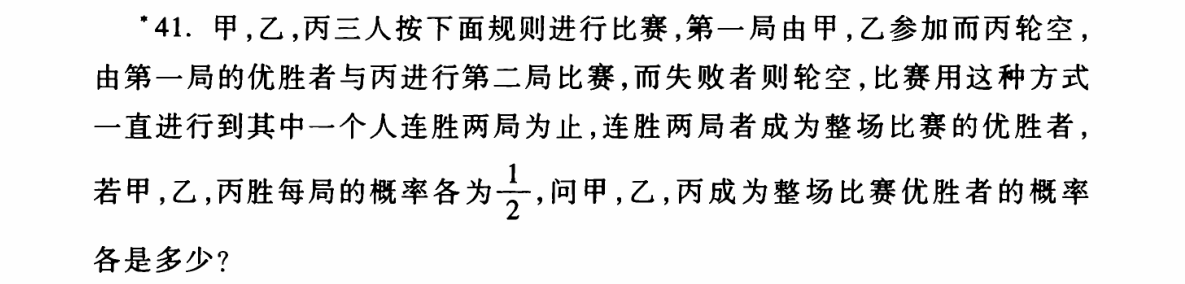 *41. 甲,乙,丙三人按下面规则进行比赛,第一局由甲,乙参加而丙轮空,
由第一局的优胜者与丙进行第二局比赛,而失败者则轮空,比赛用这种方式
一直进行到其中一个人连胜两局为止,连胜两局者成为整场比赛的优胜者,
若甲,乙,丙胜每局的概率各为1/2,问甲,乙,丙成为整场比赛优胜者的概率
各是多少?